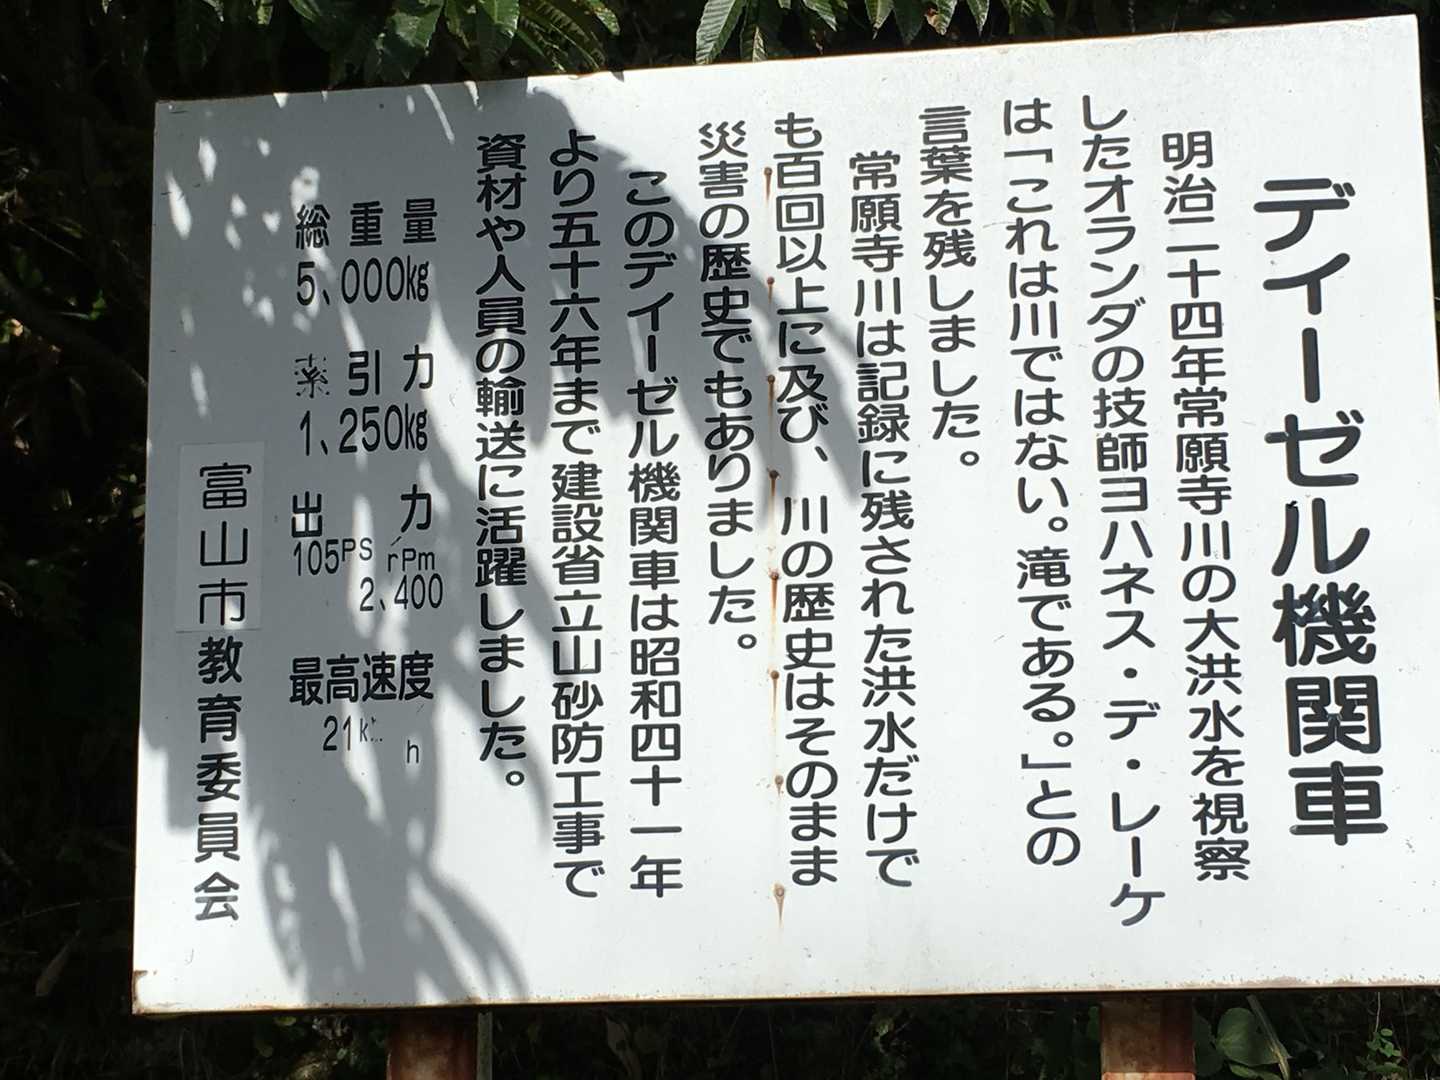 ディーゼル機関車
明治二十四年常願寺川の大洪水を視察
したオランダの技師ヨハネス・デ・レーケ
は「これは川ではない。滝である。」との
言葉を残しました。
常願寺川は記録に残された洪水だけで
も百回以上に及び、川の歴史はそのまま
災害の歴史でもありました。
このディーゼル機関車は昭和四十一年
より五十六年まで建設省立山砂防工事で
資材や人員の輸送に活躍しました。
総重量
5、000kg
引力
1、250kg
出力
105PS rPm
2、400
最高速度
21k h
富山市教育委員会